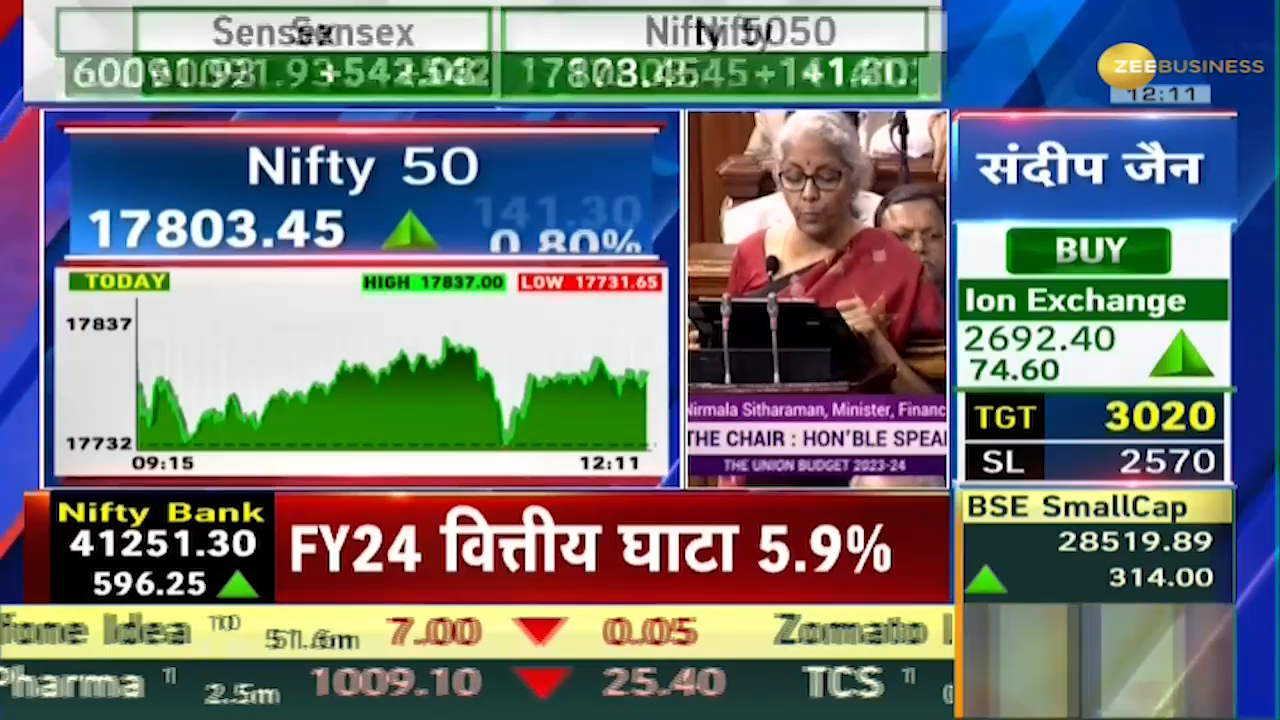 Sensex
Nifty 50
ZEEBUSINESS
12:11
Nifty 50
17803.45
141.30
0.80%
TODAY
HIGH 17837.00
LOW 17731.65
17837
17732
09:15
12:11
Nirmala Sitharaman, Minister, Financ
THE CHAIR : HON'BLE SPEA
THE UNION BUDGET 2023-24
संदीप जैन
BUY
Ion Exchange
2692.40
74.60
TGT 3020
SL 2570
Nifty Bank
41251.30
596.25
FY24 वित्तीय घाटा 5.9%
BSE SmallCap
28519.89
314.00
fone Idea 7.00 0.05 Zomato
Pharma 2.5m 1009.10 25.40 TCS